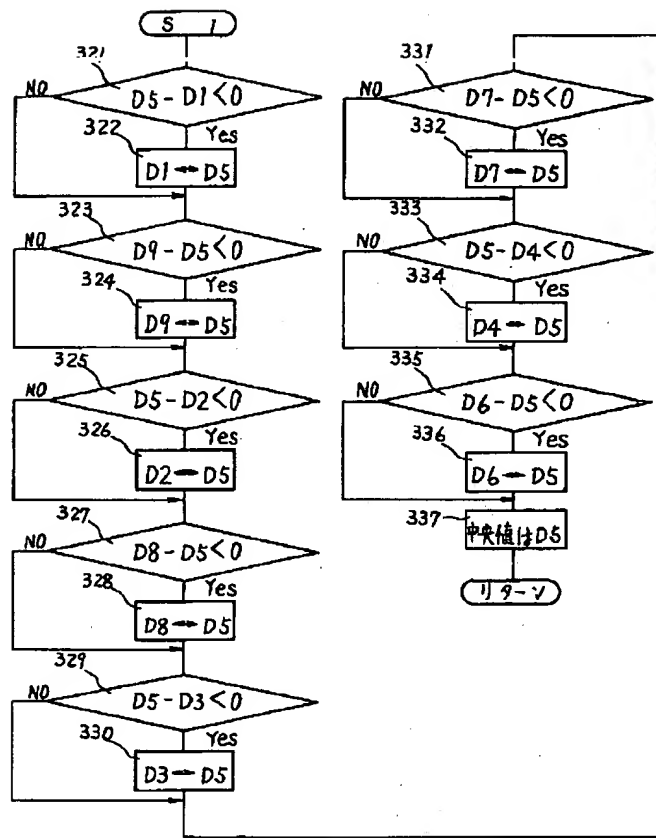 S 1
321
D5-D1<0
NO
Yes
322
D1↔D5
323
D9-D5<0
NO
Yes
324
D9↔D5
325
D5-D2<0
NO
Yes
326
D2↔D5
327
D8-D5<0
NO
Yes
328
D8↔D5
329
D5-D3<0
NO
Yes
330
D3↔D5
331
D7-D5<0
NO
Yes
332
D7↔D5
333
D5-D4<0
NO
Yes
334
D4↔D5
335
D6-D5<0
NO
Yes
336
D6↔D5
337
中央値はD5
リターン